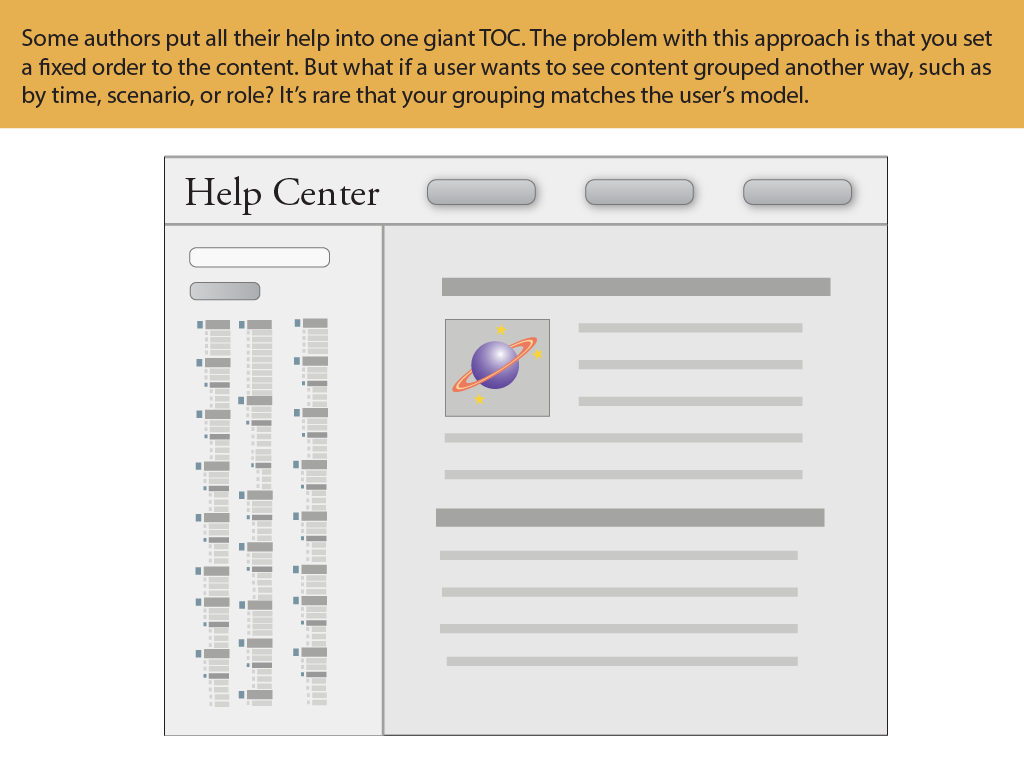 Some authors put all their help into one giant TOC. The problem with this approach is that you set
a fixed order to the content. But what if a user wants to see content grouped another way, such as
by time, scenario, or role? It’s rare that your grouping matches the user’s model.
Help Center